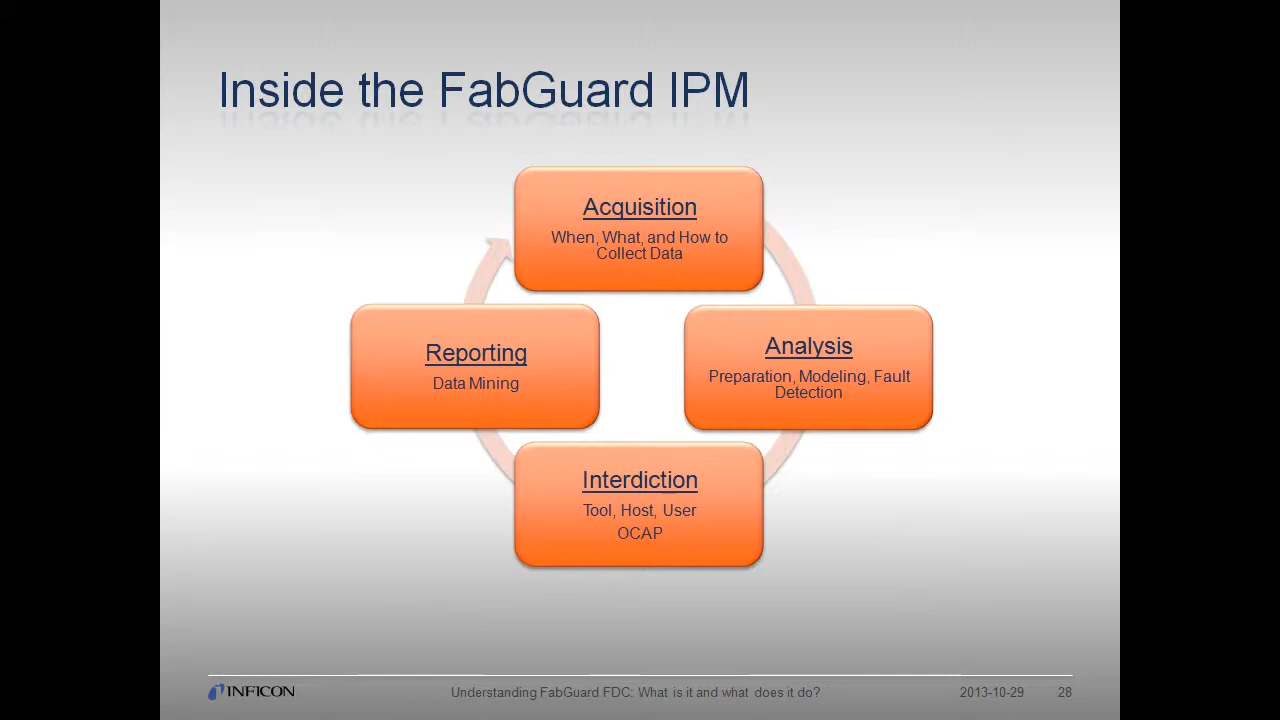 Inside the FabGuard IPM
Acquisition
When, What, and How to
Collect Data
Reporting
Data Mining
Analysis
Preparation, Modeling, Fault
Detection
Interdiction
Tool, Host, User
OCAP
INFICON
Understanding FabGuard FDC: What is it and what does it do?
2013-10-29
28